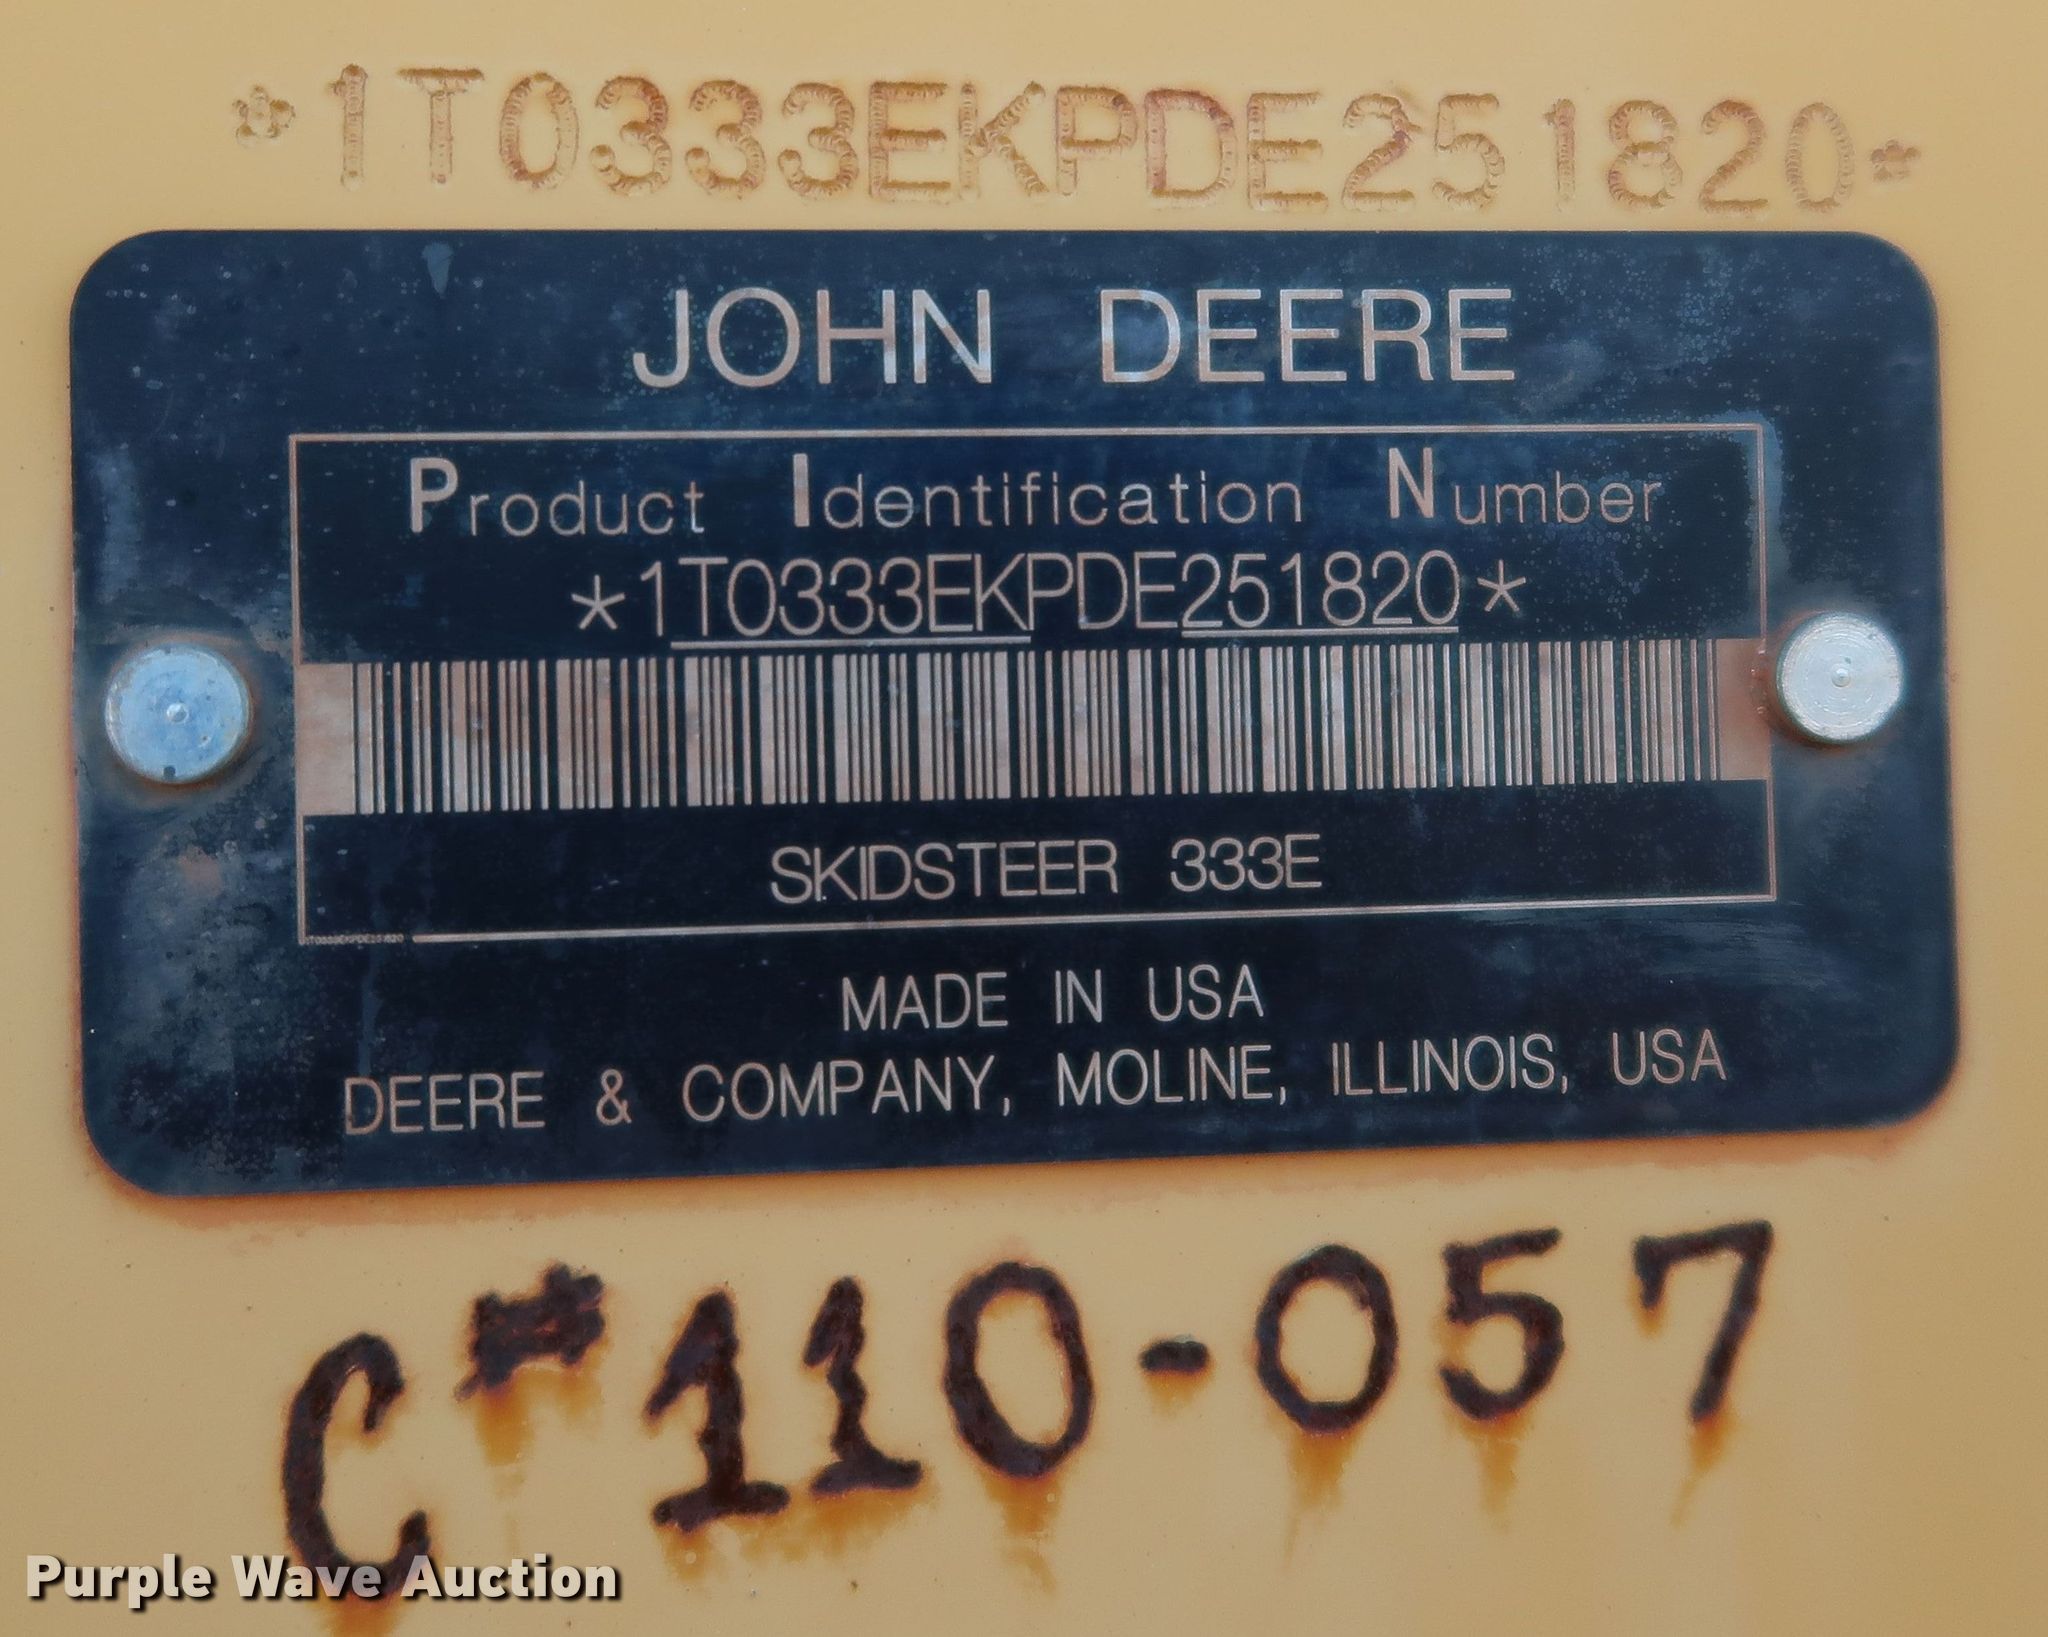 *1T0333EKPDE251820*
JOHN DEERE
Product Identification Number
*1T0333EKPDE251820*
SKIDSTEER 333E
1T0333EKPDE251820
MADE IN USA
DEERE & COMPANY, MOLINE, ILLINOIS, USA
C#110-057
Purple Wave Auction